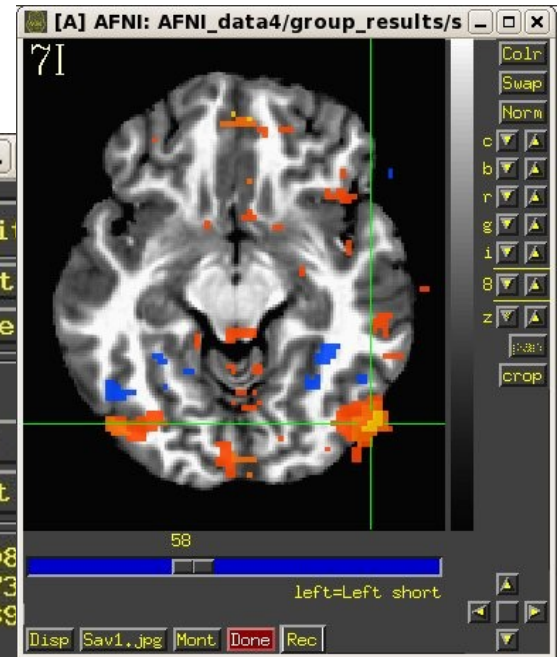 [A] AFNI: AFNI_data4/group_results/s
7I
Colr
Swap
Norm
c
b
r
g
i
8
z
pan
crop
58
left=Left short
Disp Sav1.jpg Mont Done Rec